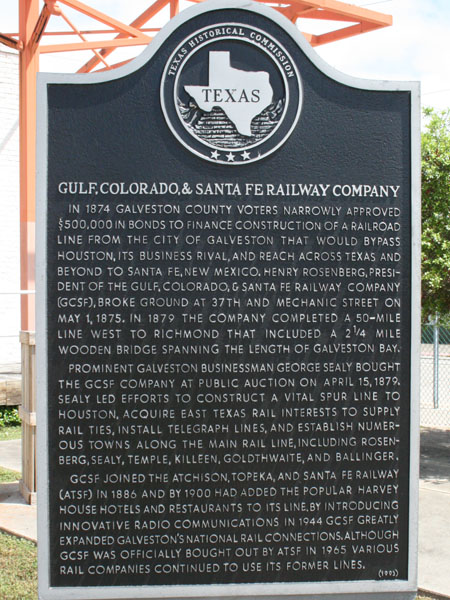 TEXAS HISTORICAL COMMISSION
TEXAS
GULF, COLORADO, & SANTA FE RAILWAY COMPANY
IN 1874 GALVESTON COUNTY VOTERS NARROWLY APPROVED
$500,000 IN BONDS TO FINANCE CONSTRUCTION OF A RAILROAD
LINE FROM THE CITY OF GALVESTON THAT WOULD BYPASS
HOUSTON, ITS BUSINESS RIVAL, AND REACH ACROSS TEXAS AND
BEYOND TO SANTA FE, NEW MEXICO. HENRY ROSENBERG, PRESI-
DENT OF THE GULF, COLORADO, & SANTA FE RAILWAY COMPANY
(GCSF), BROKE GROUND AT 37TH AND MECHANIC STREET ON
MAY 1, 1875. IN 1879 THE COMPANY COMPLETED A 50-MILE
LINE WEST TO RICHMOND THAT INCLUDED A 2 1/4 MILE
WOODEN BRIDGE SPANNING THE LENGTH OF GALVESTON BAY.
PROMINENT GALVESTON BUSINESSMAN GEORGE SEALY BOUGHT
THE GCSF COMPANY AT PUBLIC AUCTION ON APRIL 15, 1879.
SEALY LED EFFORTS TO CONSTRUCT A VITAL SPUR LINE TO
HOUSTON, ACQUIRE EAST TEXAS RAIL INTERESTS TO SUPPLY
RAIL TIES, INSTALL TELEGRAPH LINES, AND ESTABLISH NUMER-
OUS TOWNS ALONG THE MAIN RAIL LINE, INCLUDING ROSEN-
BERG, SEALY, TEMPLE, KILLEEN, GOLDTHWAITE, AND BALLINGER.
GCSF JOINED THE ATCHISON, TOPEKA, AND SANTA FE RAILWAY
(ATSF) IN 1886 AND BY 1900 HAD ADDED THE POPULAR HARVEY
HOUSE HOTELS AND RESTAURANTS TO ITS LINE. BY INTRODUCING
INNOVATIVE RADIO COMMUNICATIONS IN 1944 GCSF GREATLY
EXPANDED GALVESTON'S NATIONAL RAIL CONNECTIONS. ALTHOUGH
GCSF WAS OFFICIALLY BOUGHT OUT BY ATSF IN 1965 VARIOUS
RAIL COMPANIES CONTINUED TO USE ITS FORMER LINES.
(1993)